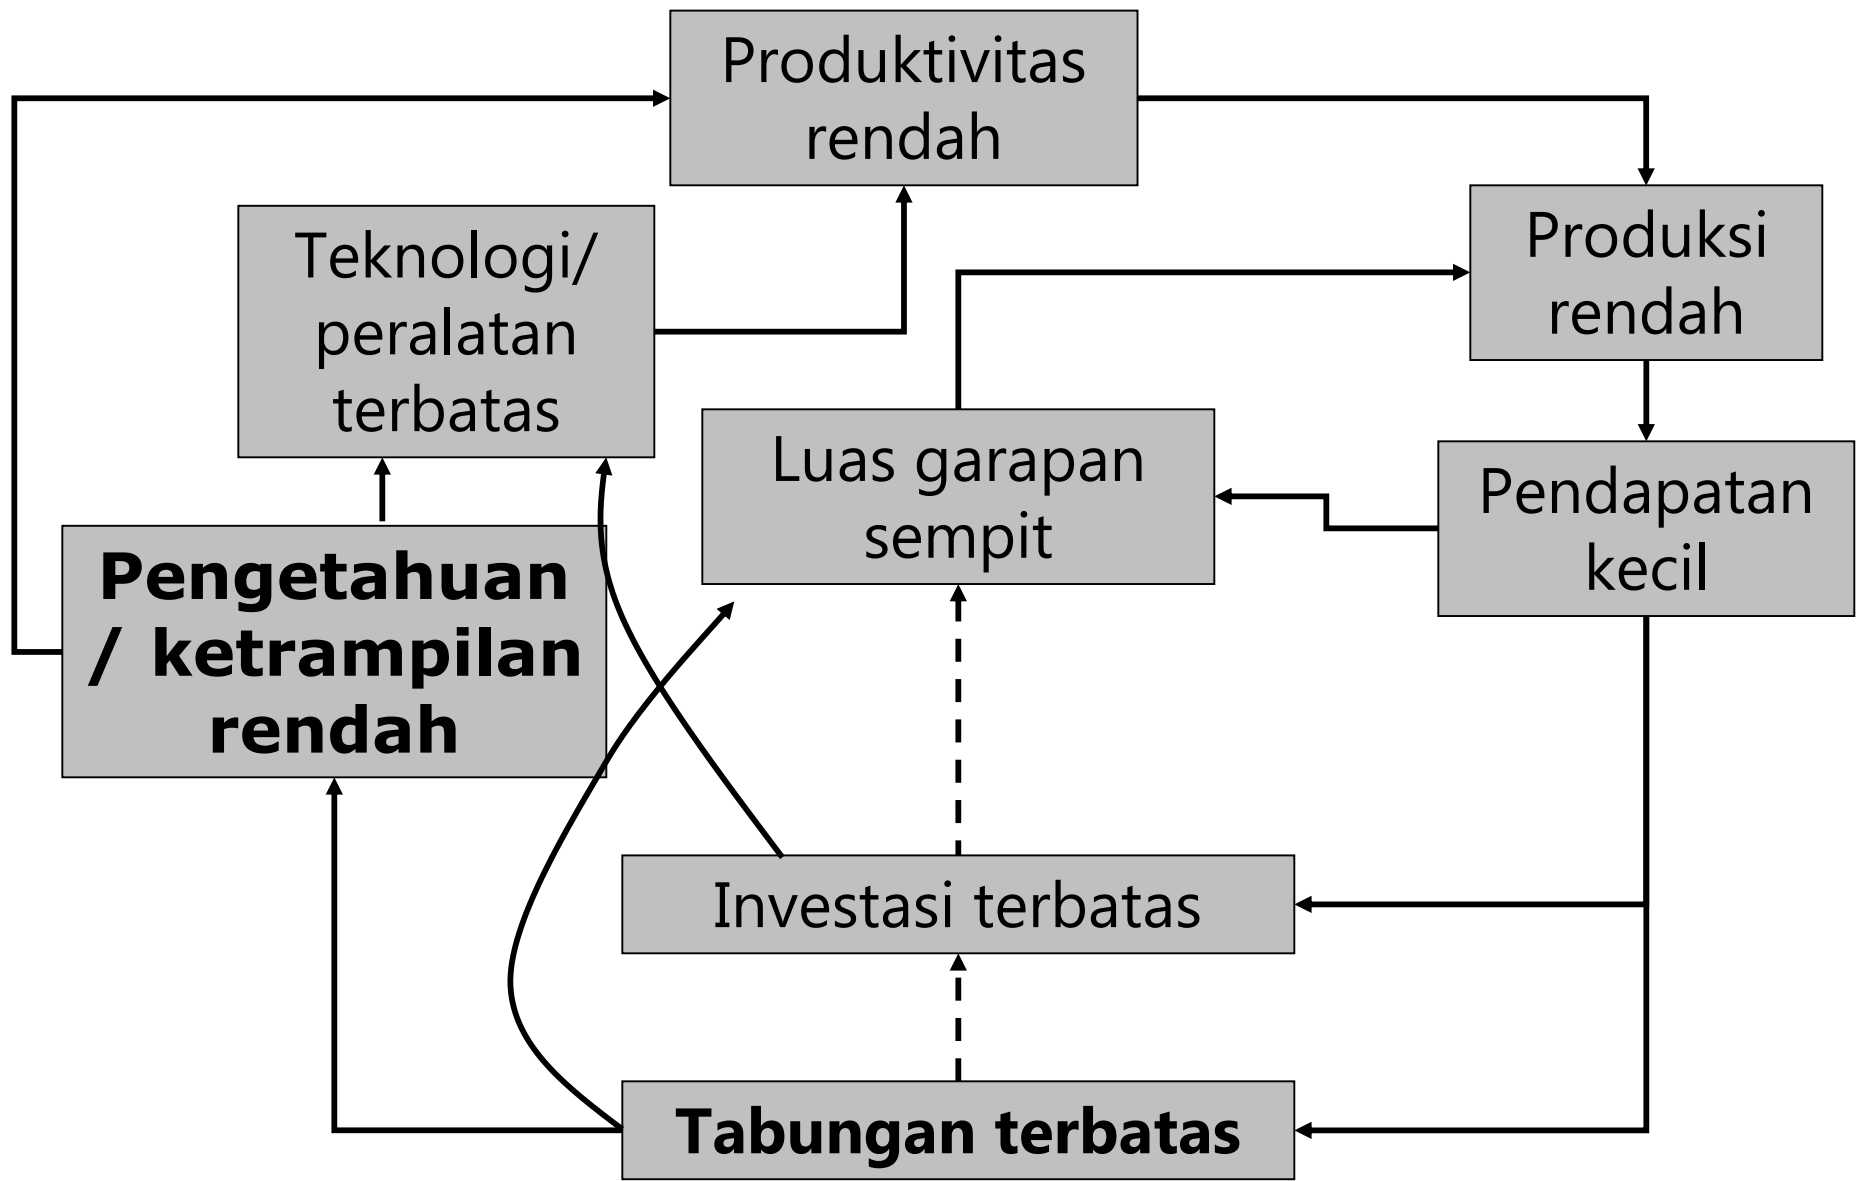 Produktivitas
rendah
Teknologi/
peralatan
terbatas
Produksi
rendah
Luas garapan
sempit
Pendapatan
kecil
Pengetahuan
/ ketrampilan
rendah
Investasi terbatas
Tabungan terbatas